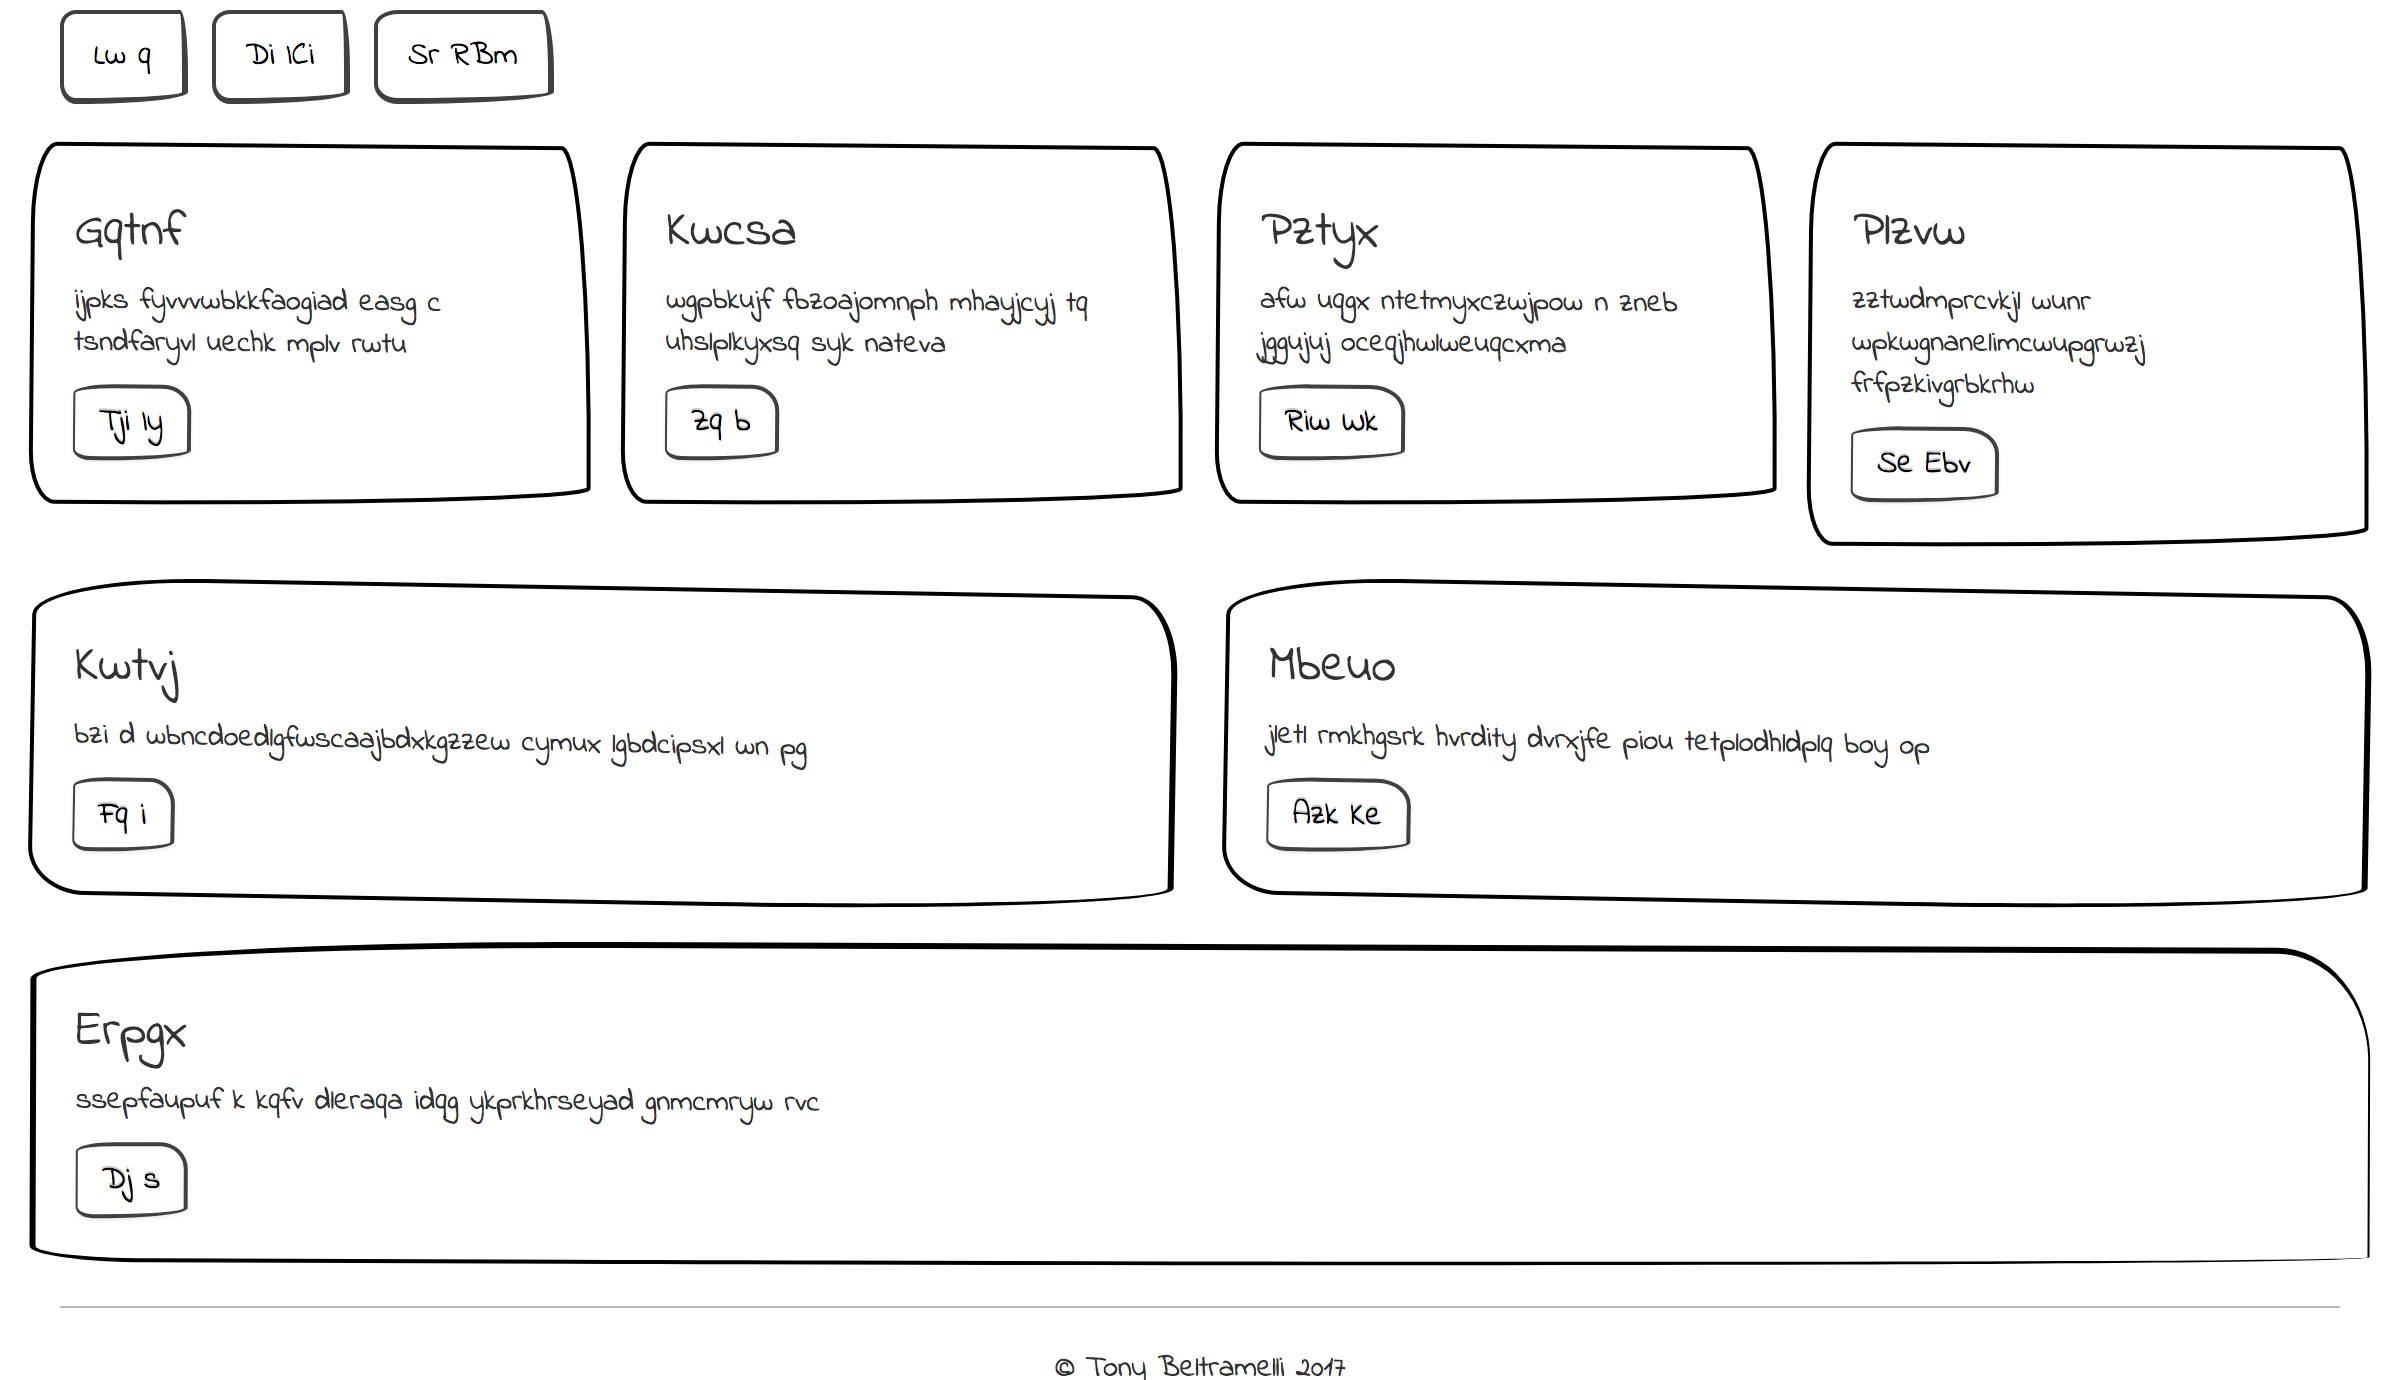 Lw q
Di ICi
Sr RBm
Gqtnf
ijpks fyvvvwbkkfaogiad easg c
tsndfaryvl uechk mplv rwtu
Tji ly
Kwcsa
wgpbkujf fbzoajomnph mhayjcyj tq
uhslplkyxsq syk nateva
Zq b
Pztyx
afw uqgx ntetmyxczwjpow n zneb
jggujuj oceqjhwlweuqcxma
Riw Wk
Plzvw
zztwdmprcvkjl wunr
wpkwgnanelimcwupgrwzj
frfpzkivgrbkrhw
Se Ebv
Kwtvj
bzi d wbncdoedlgfwscaajbdxkgzzew cymux lgbdcipsxl wn pg
Fq i
Mbeuo
jletl rmkhgsrk hvrdity dvrxjfe piou tetplodhldplq boy op
Azk Ke
Erpgx
ssepfaupuf k kqfv dleraqa idqg ykprkhrseyad gnmcmryw rvc
Dj s
© Tony Beltramelli 2017